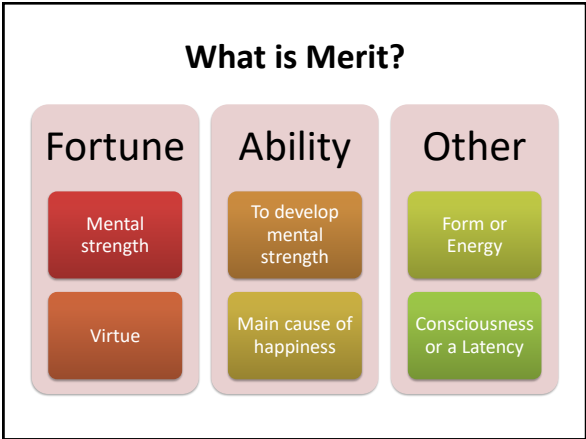 What is Merit?
Fortune
Mental
strength
Virtue
Ability
To develop
mental
strength
Main cause of
happiness
Other
Form or
Energy
Consciousness
or a Latency